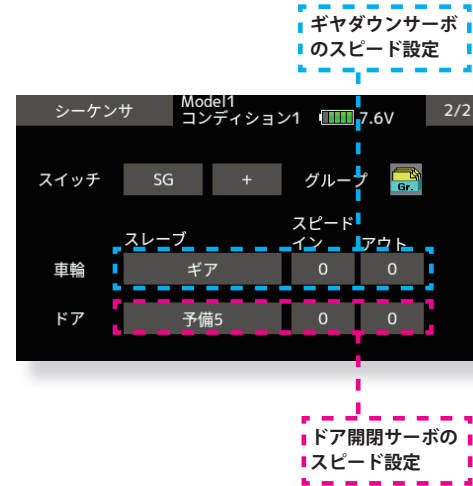 ギヤダウンサーボ
のスピード設定
シーケンサ Model1 コンディション1 7.6V 2/2
スイッチ SG + グループ Gr.
スレーブ スピード イン アウト
車輪 ギア 0 0
ドア 予備5 0 0
ドア開閉サーボの
スピード設定